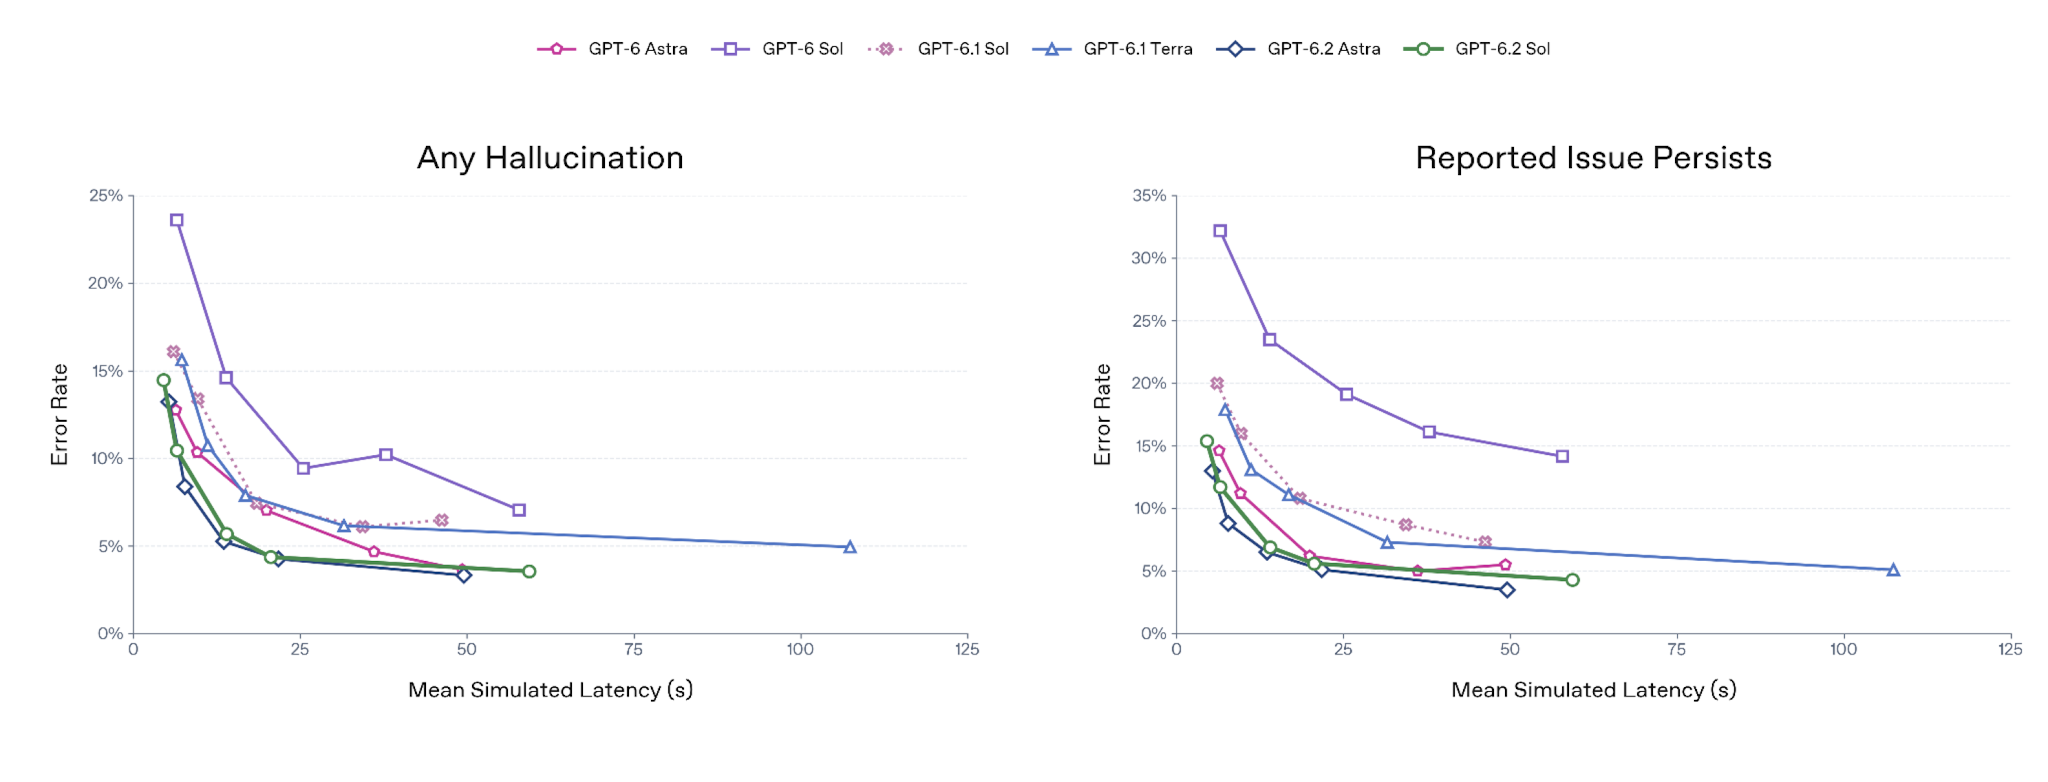 GPT-6 Astra GPT-6 Sol GPT-6.1 Sol GPT-6.1 Terra GPT-6.2 Astra GPT-6.2 Sol
Any Hallucination
25%
20%
15%
10%
5%
0%
Error Rate
0 25 50 75 100 125
Mean Simulated Latency (s)
Reported Issue Persists
35%
30%
25%
20%
15%
10%
5%
0%
Error Rate
0 25 50 75 100 125
Mean Simulated Latency (s)